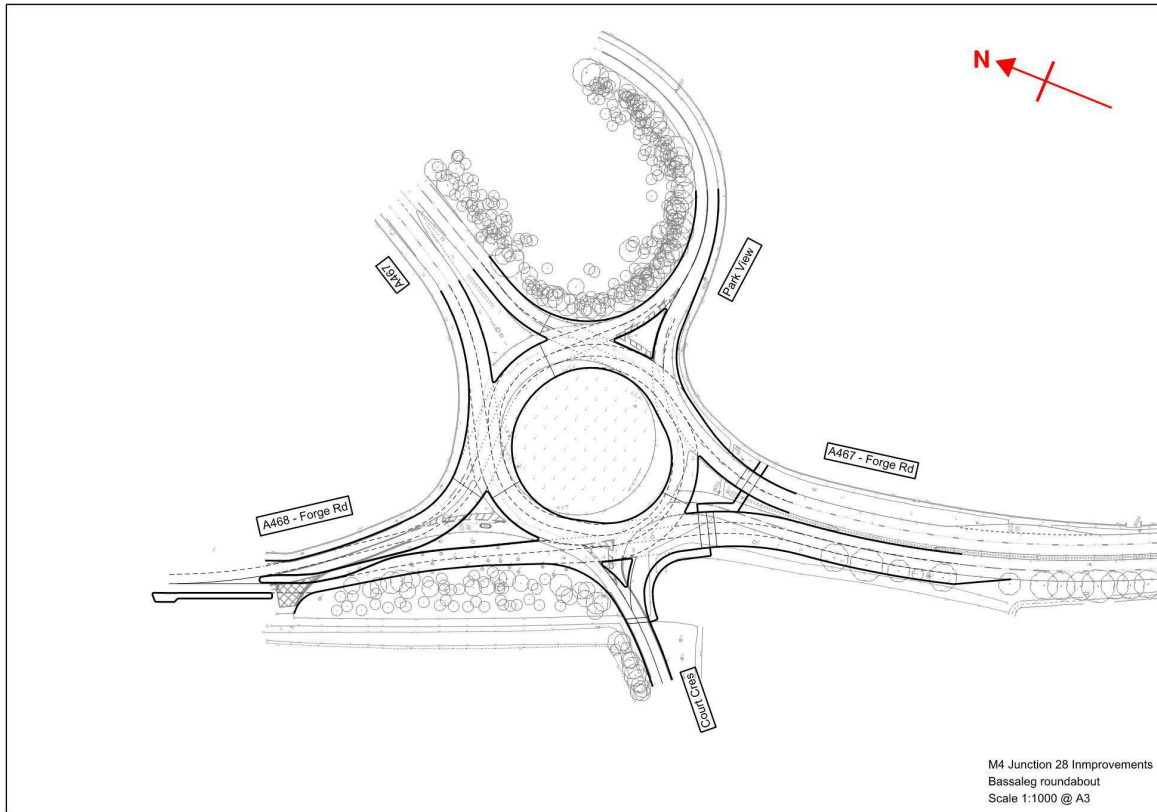 N
A467
Park View
A467 - Forge Rd
A468 - Forge Rd
Court Cres
M4 Junction 28 Inmprovements
Bassaleg roundabout
Scale 1:1000 @ A3